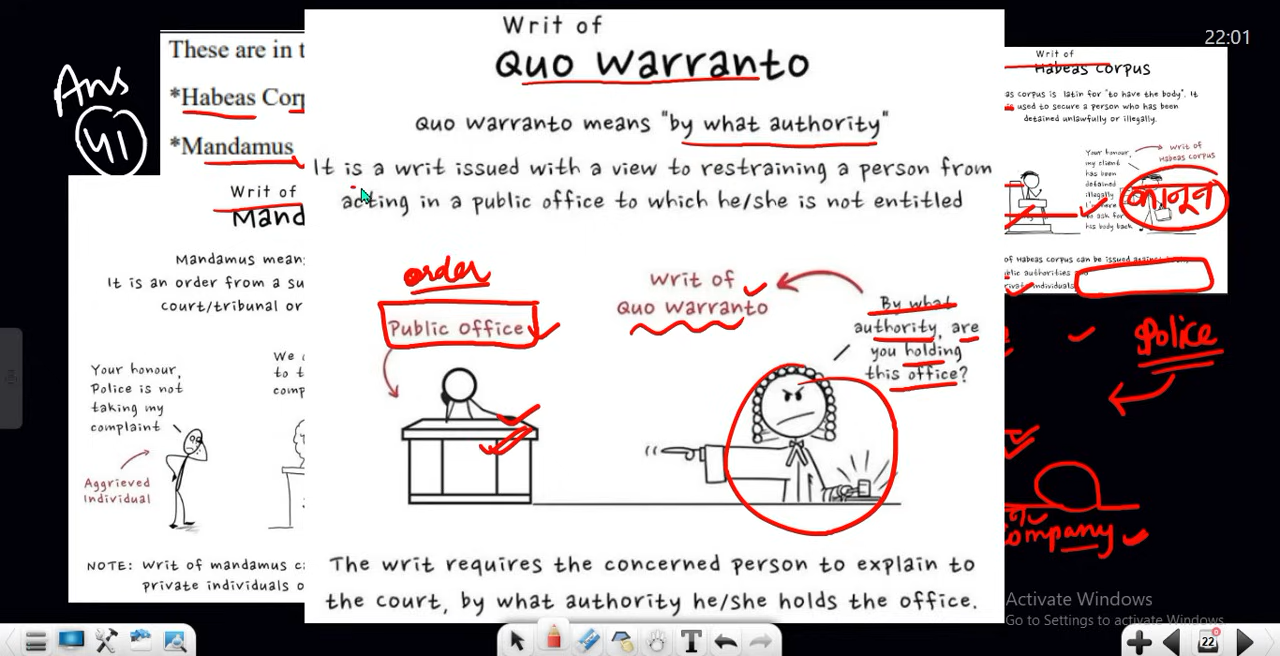 22:01
Ans
41
These are in t
*Habeas Corp
*Mandamus
Writ of
Mand
Mandamus mean
It is an order from a su
court/tribunal or
Your honour,
Police is not
taking my
complaint
We
to t
comp
Aggrieved
Individual
NOTE: Writ of mandamus c
private individuals o
Writ of
Quo Warranto
Quo Warranto means "by what authority"
It is a writ issued with a view to restraining a person from
acting in a public office to which he/she is not entitled
order
Public Office
Writ of
Quo Warranto
By what
authority, are
you holding
this office?
The writ requires the concerned person to explain to
the court, by what authority he/she holds the office.
Writ of
Habeas Corpus
as corpus is latin for "to have the body". It
is used to secure a person who has been
detained unlawfully or illegally.
Your honour,
my client
has been
detained
illegally
to ask for
his body back
Writ of
Habeas Corpus
कानून
of Habeas corpus can be issued against
public authorities
private individuals
Police
company
Activate Windows
Go to Settings to activate Windows
T
22